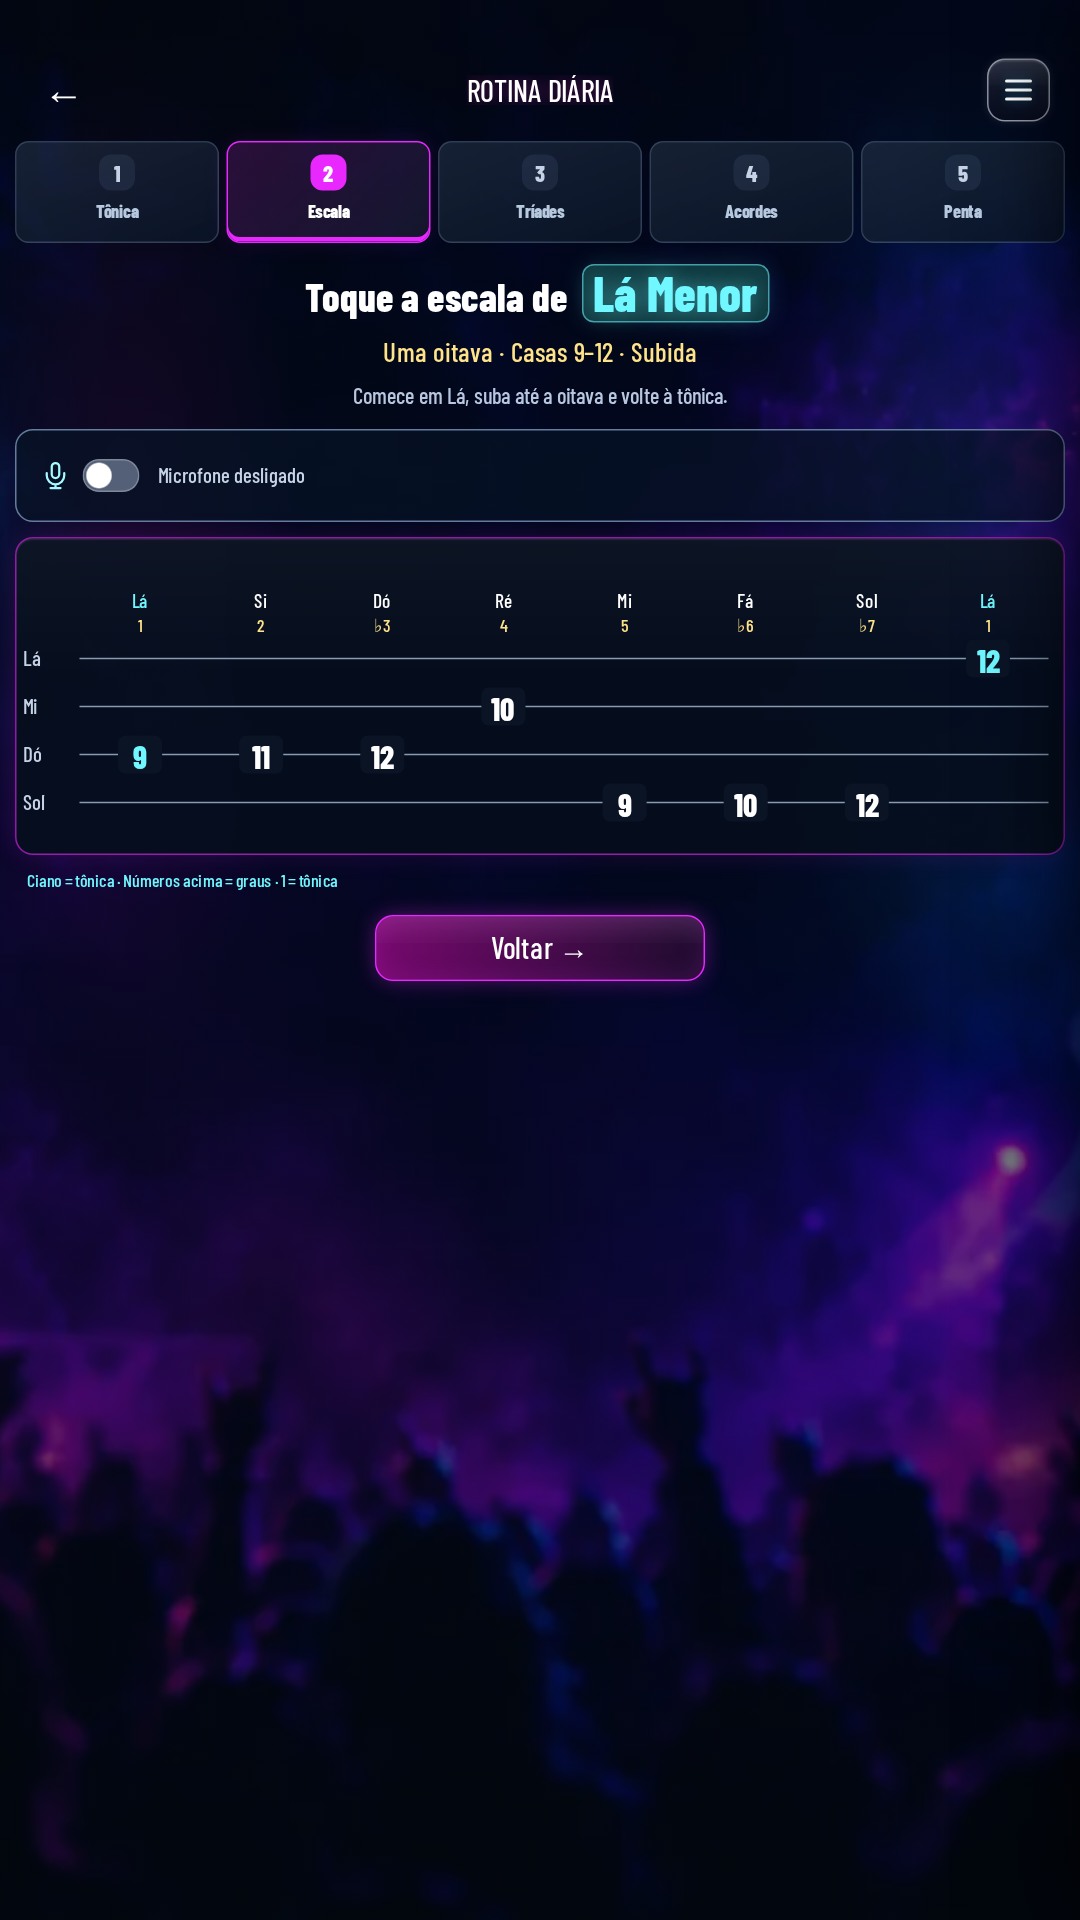 ← ROTINA DIÁRIA
1 2 3 4 5
Tônica Escala Tríades Acordes Penta
Toque a escala de Lá Menor
Uma oitava · Casas 9–12 · Subida
Comece em Lá, suba até a oitava e volte à tônica.
Microfone desligado
Lá Si Dó Ré Mi Fá Sol Lá
1 2 ♭3 4 5 ♭6 ♭7 1
Lá 12
Mi 10
Dó 9 11 12
Sol 9 10 12
Ciano = tônica · Números acima = graus · 1 = tônica
Voltar →